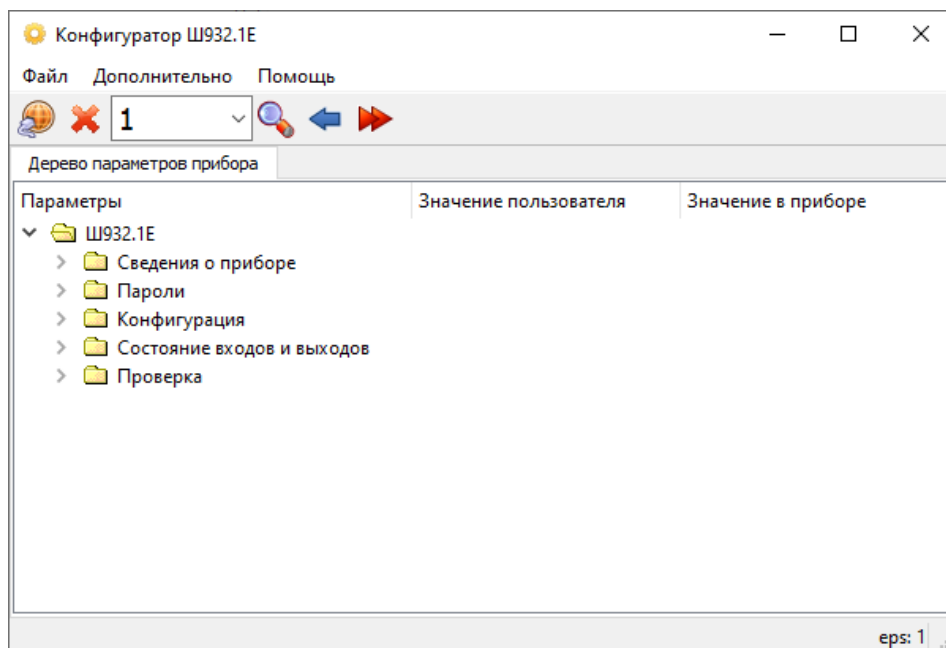 Конфигуратор Ш932.1Е
Файл Дополнительно Помощь
1
Дерево параметров прибора
Параметры Значение пользователя Значение в приборе
Ш932.1Е
Сведения о приборе
Пароли
Конфигурация
Состояние входов и выходов
Проверка
eps: 1